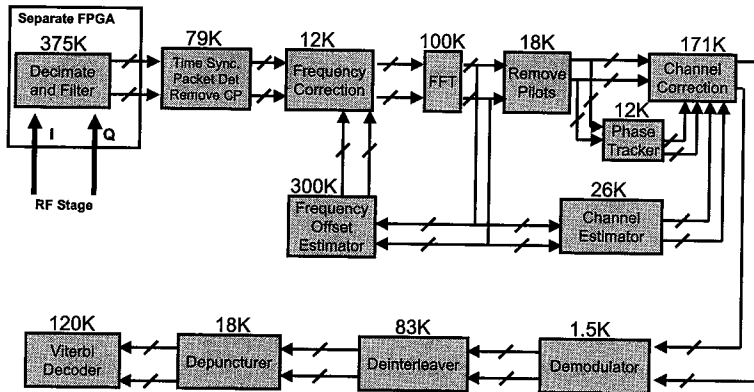 Separate FPGA
375K
Decimate
and Filter
I
Q
RF Stage
79K
Time Sync.
Packet Det
Remove CP
12K
Frequency
Correction
100K
FFT
18K
Remove
Pilots
171K
Channel
Correction
12K
Phase
Tracker
300K
Frequency
Offset
Estimator
26K
Channel
Estimator
120K
Viterbi
Decoder
18K
Depuncturer
83K
Deinterleaver
1.5K
Demodulator